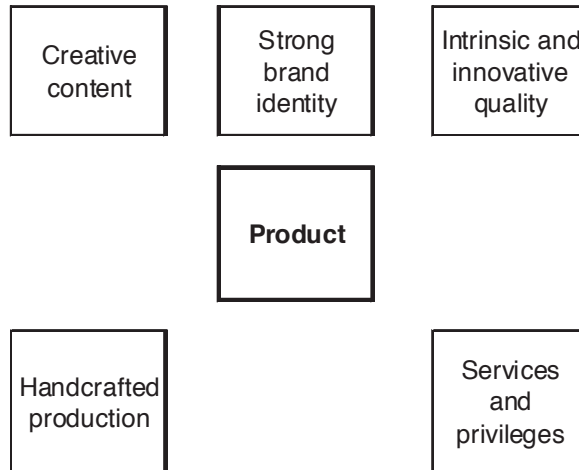 Creative
content
Strong
brand
identity
Intrinsic and
innovative
quality
Product
Handcrafted
production
Services
and
privileges